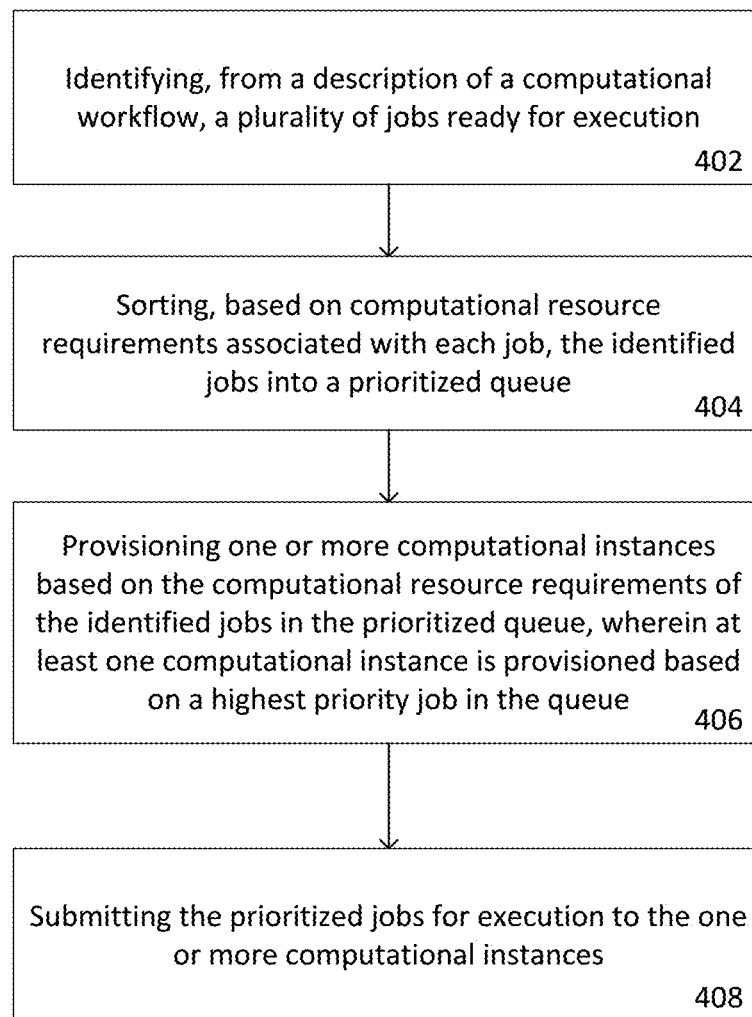 Identifying, from a description of a computational
workflow, a plurality of jobs ready for execution
402
Sorting, based on computational resource
requirements associated with each job, the identified
jobs into a prioritized queue
404
Provisioning one or more computational instances
based on the computational resource requirements of
the identified jobs in the prioritized queue, wherein at
least one computational instance is provisioned based
on a highest priority job in the queue
406
Submitting the prioritized jobs for execution to the one
or more computational instances
408